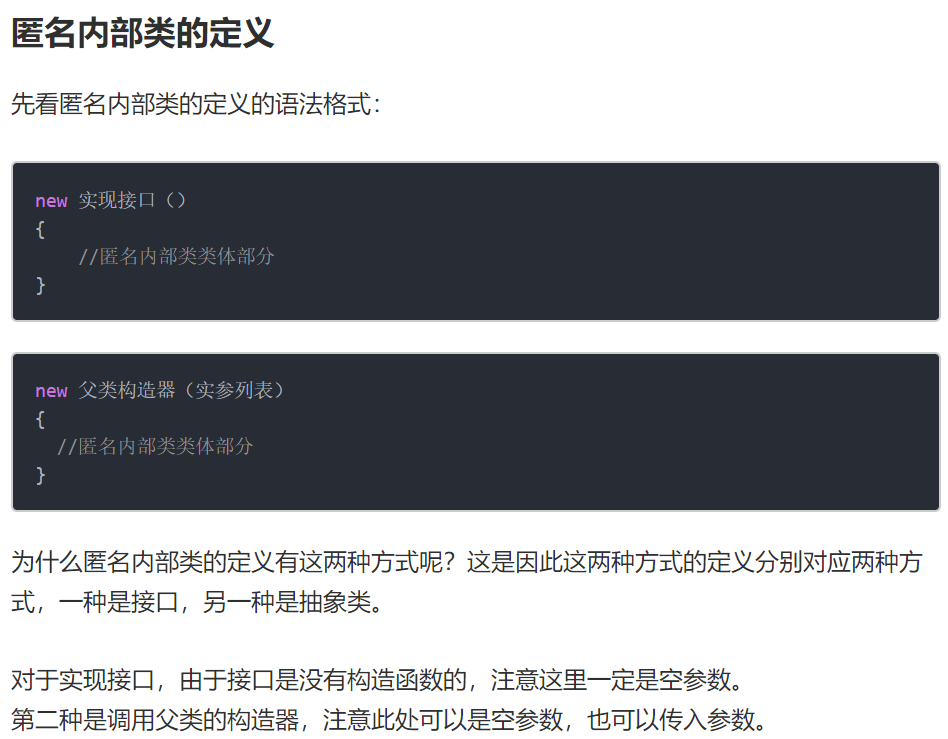 匿名内部类的定义
先看匿名内部类的定义的语法格式：
new 实现接口（）
{
//匿名内部类类体部分
}
new 父类构造器（实参列表）
{
//匿名内部类类体部分
}
为什么匿名内部类的定义有这两种方式呢？这是因此这两种方式的定义分别对应两种方
式，一种是接口，另一种是抽象类。
对于实现接口，由于接口是没有构造函数的，注意这里一定是空参数。
第二种是调用父类的构造器，注意此处可以是空参数，也可以传入参数。